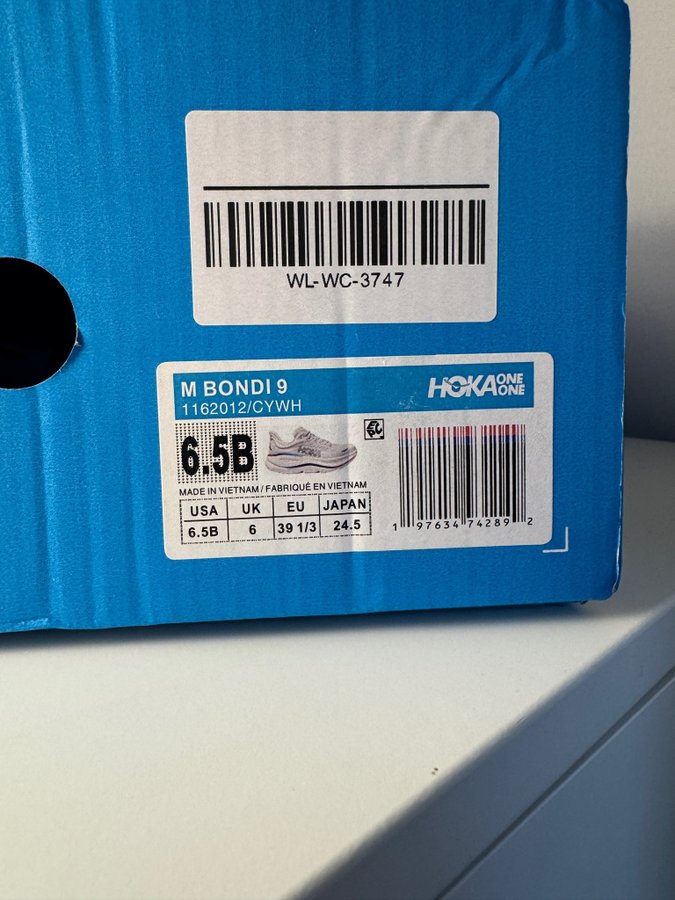 WL-WC-3747
M BONDI 9
HOKA ONE ONE
1162012/CYWH
6.5B
MADE IN VIETNAM / FABRIQUÉ EN VIETNAM
USA UK EU JAPAN
6.5B 6 39 1/3 24.5
1 97634 74289 2